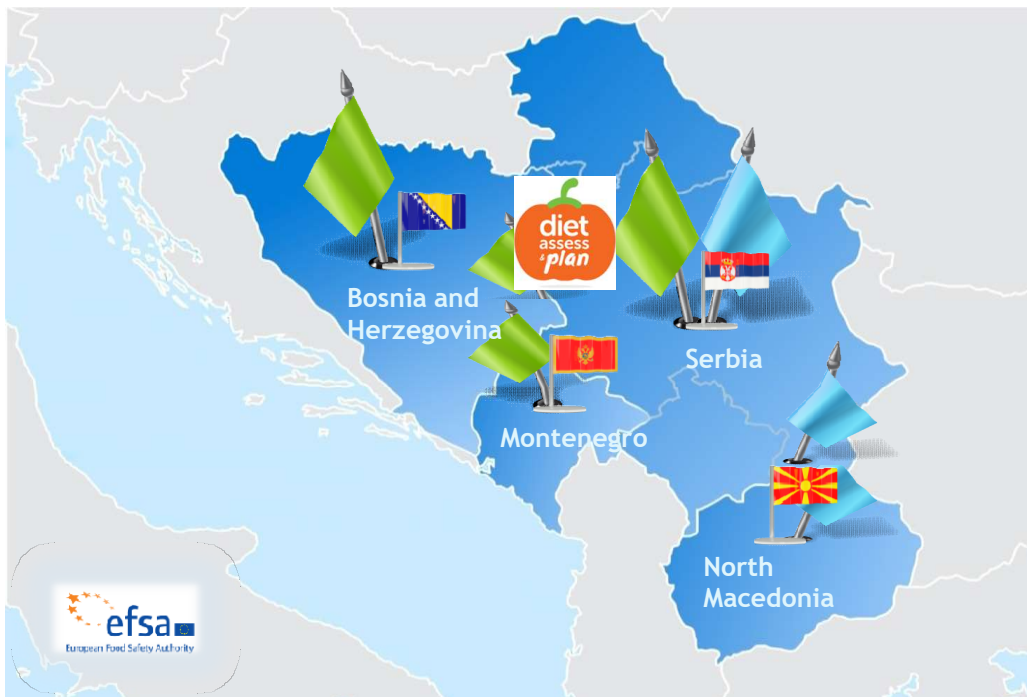 diet
assess
& plan
Bosnia and
Herzegovina
Serbia
Montenegro
North
Macedonia
efsa
European Food Safety Authority